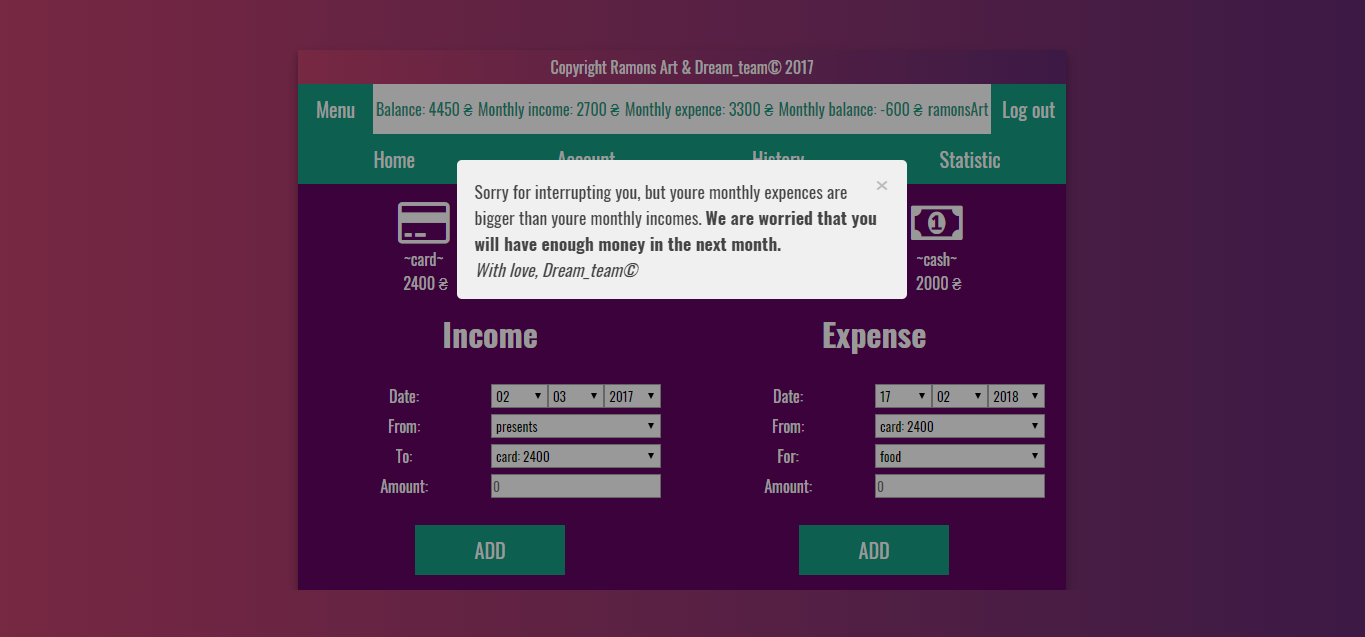 Copyright Ramons Art & Dream_team© 2017
Menu Balance: 4450 ₴ Monthly income: 2700 ₴ Monthly expence: 3300 ₴ Monthly balance: -600 ₴ ramonsArt Log out
Home Account History Statistic
Sorry for interrupting you, but youre monthly expences are ×
bigger than youre monthly incomes. We are worried that you
will have enough money in the next month.
With love, Dream_team©
~card~ ~cash~
2400 ₴ 2000 ₴
Income Expense
Date: 02 03 2017 Date: 17 02 2018
From: presents From: card: 2400
To: card: 2400 For: food
Amount: 0 Amount: 0
ADD ADD